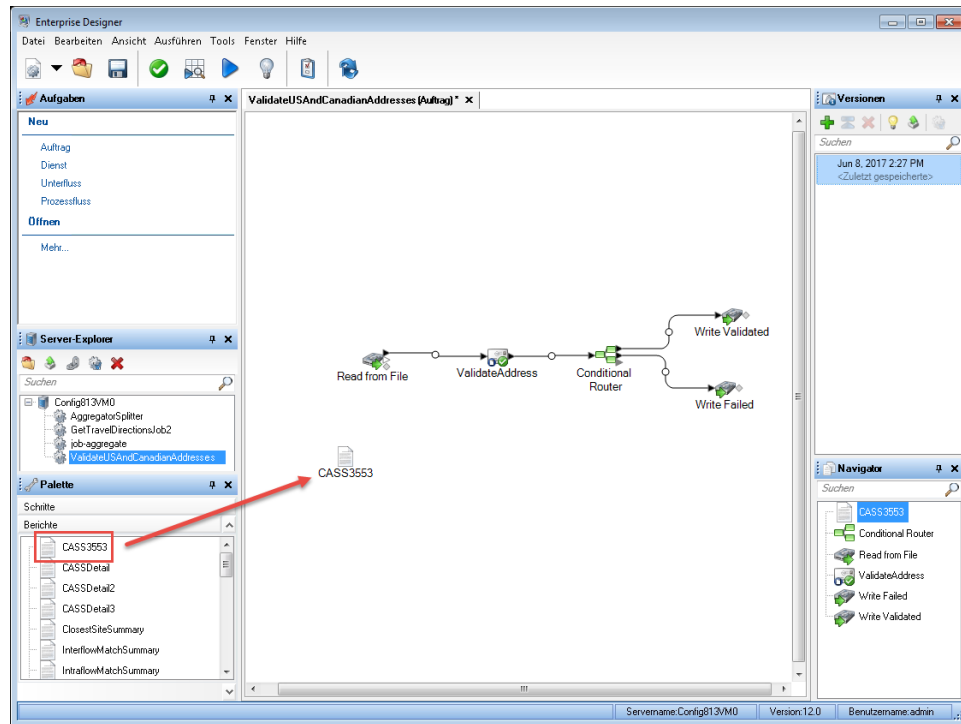 Enterprise Designer
Datei Bearbeiten Ansicht Ausführen Tools Fenster Hilfe
Aufgaben
Neu
Auftrag
Dienst
Unterfluss
Prozessfluss
Öffnen
Mehr...
Server-Explorer
Suchen
Config813VM0
AggregatorSplitter
GetTravelDirectionsJob2
job-aggregate
ValidateUSAndCanadianAddresses
Palette
Schritte
Berichte
CASS3553
CASSDetail
CASSDetail2
CASSDetail3
ClosestSiteSummary
InterflowMatchSummary
IntraflowMatchSummary
ValidateUSAndCanadianAddresses (Auftrag) *
Write Validated
Read from File
ValidateAddress
Conditional
Router
Write Failed
CASS3553
Versionen
Suchen
Jun 8, 2017 2:27 PM
<Zuletzt gespeicherte>
Navigator
Suchen
CASS3553
Conditional Router
Read from File
ValidateAddress
Write Failed
Write Validated
Servername:Config813VM0 Version:12.0 Benutzername:admin